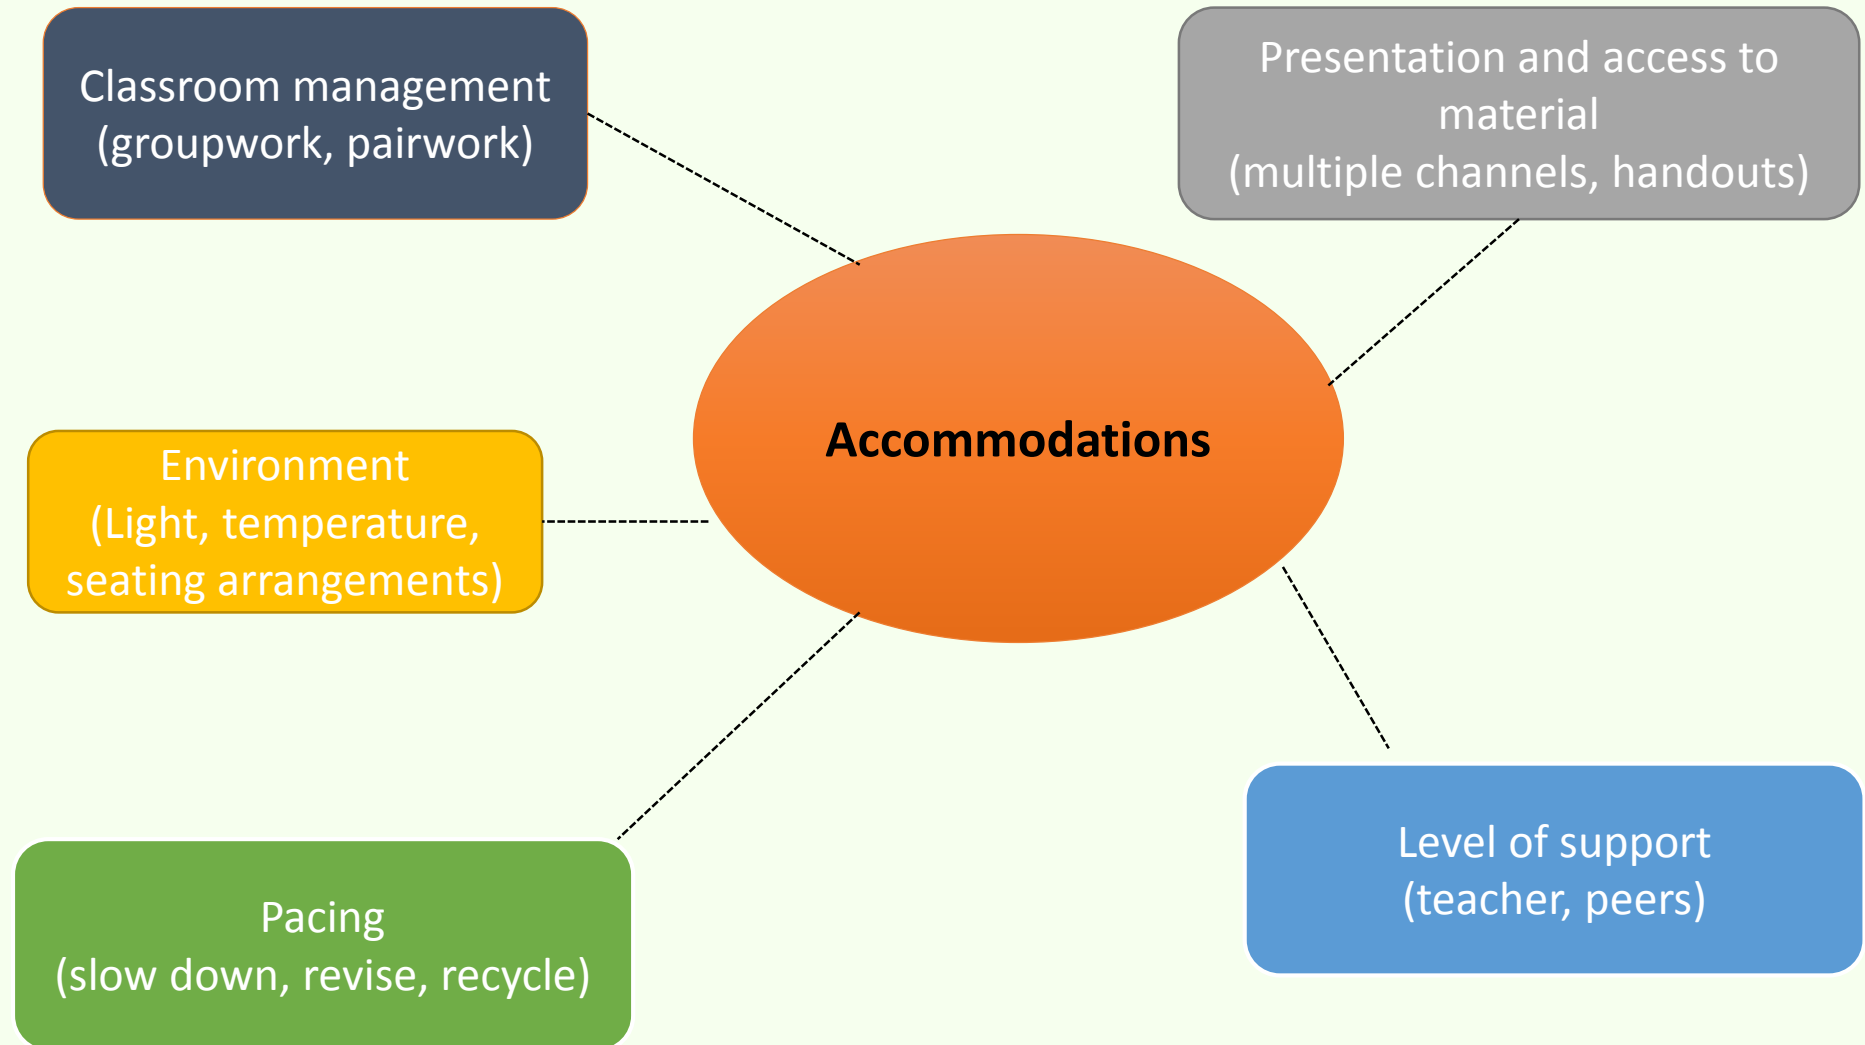 Classroom management
(groupwork, pairwork)
Presentation and access to
material
(multiple channels, handouts)
Accommodations
Environment
(Light, temperature,
seating arrangements)
Level of support
(teacher, peers)
Pacing
(slow down, revise, recycle)